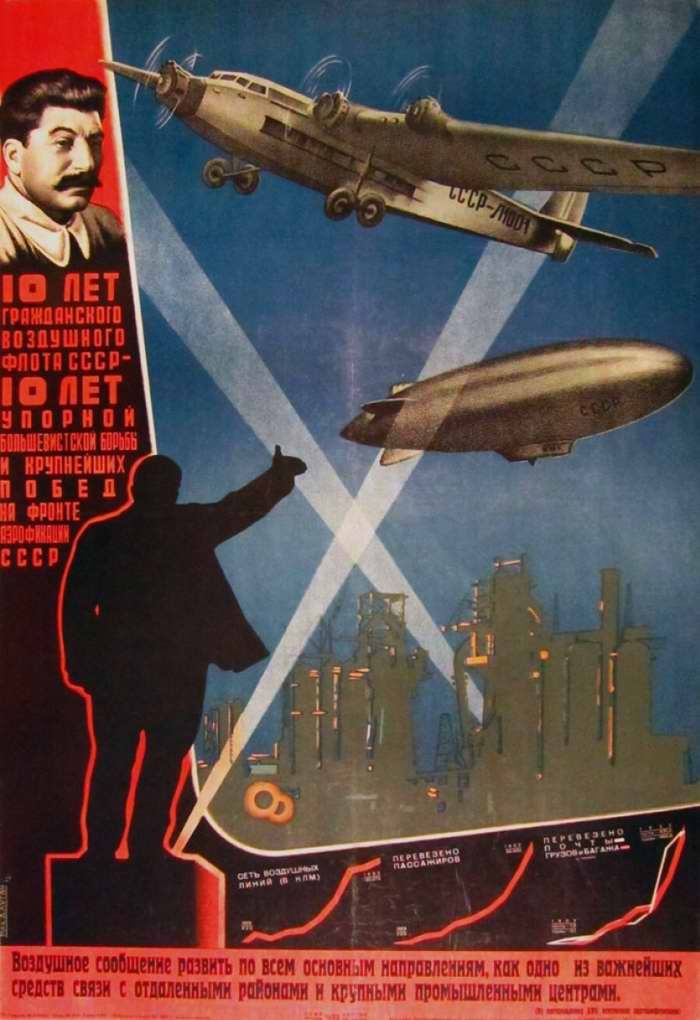 СССР
СССР-Л1001
СССР
10 ЛЕТ
ГРАЖДАНСКОГО
ВОЗДУШНОГО
ФЛОТА СССР-
10 ЛЕТ
УПОРНОЙ
БОЛЬШЕВИСТСКОЙ БОРЬБЫ
И КРУПНЕЙШИХ
ПОБЕД
НА ФРОНТЕ
АЭРОФИКАЦИИ
СССР
СЕТЬ ВОЗДУШНЫХ
ЛИНИЙ (В КЛМ)
ПЕРЕВЕЗЕНО
ПАССАЖИРОВ
ПЕРЕВЕЗЕНО
ПОЧТЫ
ГРУЗОВ И БАГАЖА
Воздушное сообщение развить по всем основным направлениям, как одно из важнейших
средств связи с отдаленными районами и крупными промышленными центрами.